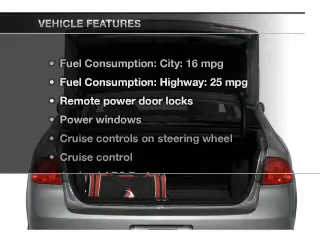 VEHICLE FEATURES
• Fuel Consumption: City: 16 mpg
• Fuel Consumption: Highway: 25 mpg
• Remote power door locks
• Power windows
• Cruise controls on steering wheel
• Cruise control